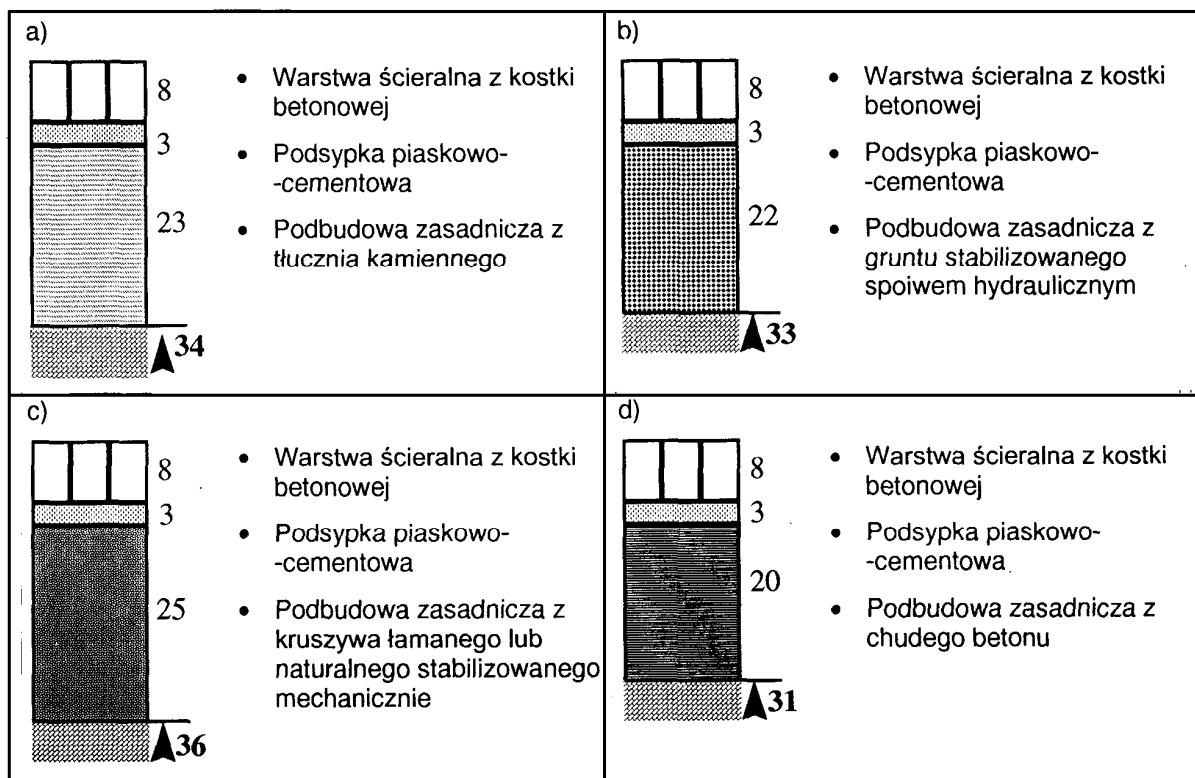 a)
8
3
23
34
• Warstwa ścieralna z kostki
betonowej
• Podsypka piaskowo-
-cementowa
• Podbudowa zasadnicza z
tłucznia kamiennego
b)
8
3
22
33
• Warstwa ścieralna z kostki
betonowej
• Podsypka piaskowo-
-cementowa
• Podbudowa zasadnicza z
gruntu stabilizowanego
spoiwem hydraulicznym
c)
8
3
25
36
• Warstwa ścieralna z kostki
betonowej
• Podsypka piaskowo-
-cementowa
• Podbudowa zasadnicza z
kruszywa łamanego lub
naturalnego stabilizowanego
mechanicznie
d)
8
3
20
31
• Warstwa ścieralna z kostki
betonowej
• Podsypka piaskowo-
-cementowa
• Podbudowa zasadnicza z
chudego betonu